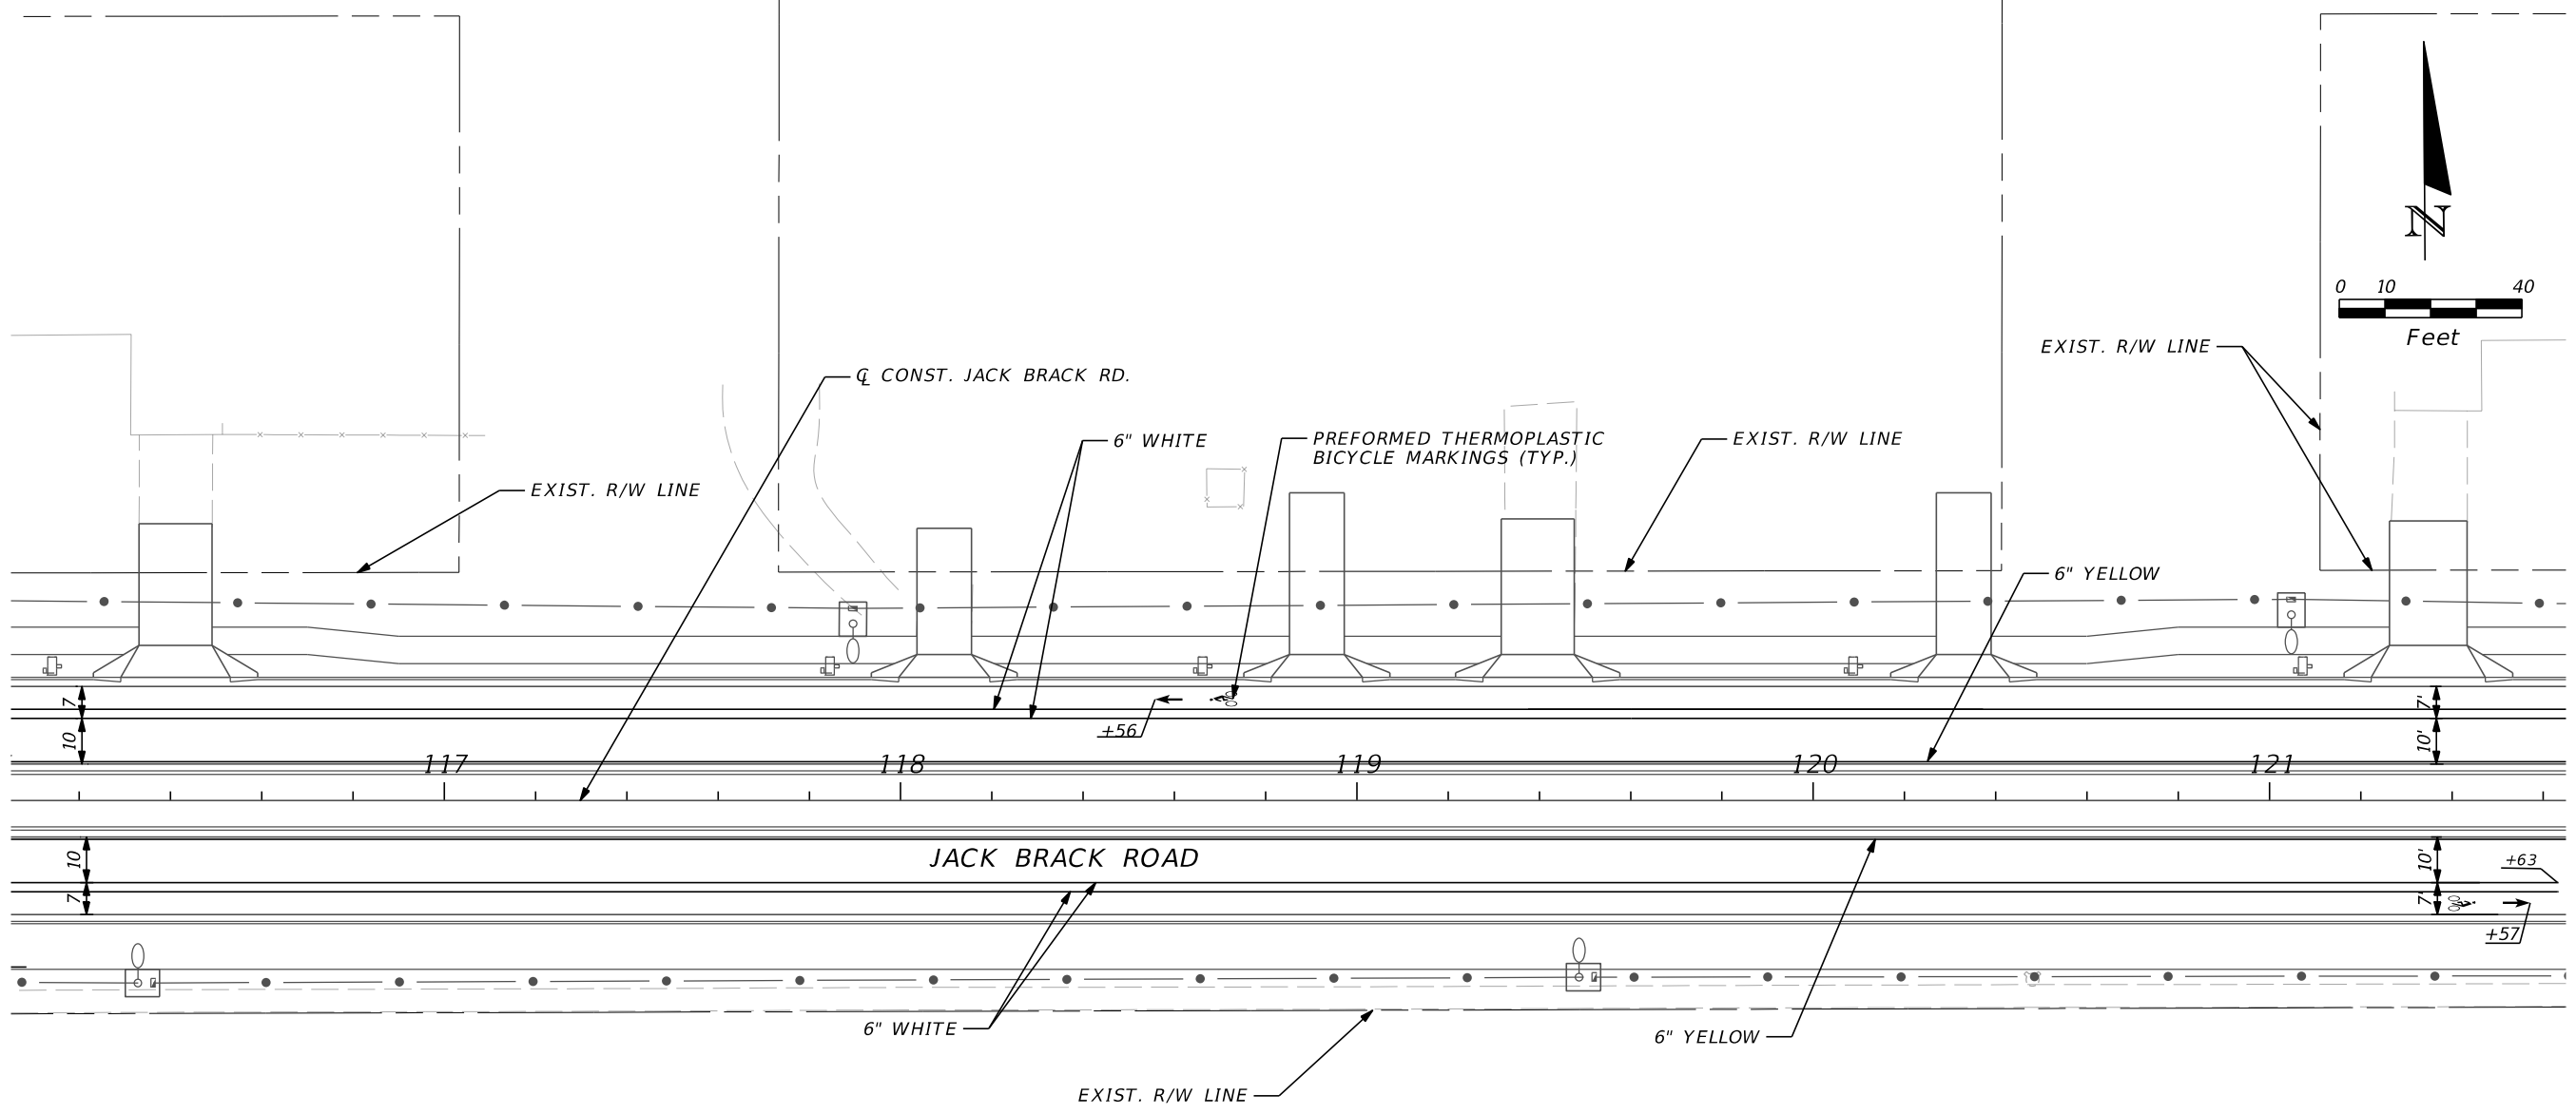 N
0 10 40
Feet
EXIST. R/W LINE
℄ CONST. JACK BRACK RD.
6" WHITE
PREFORMED THERMOPLASTIC
BICYCLE MARKINGS (TYP.)
EXIST. R/W LINE
EXIST. R/W LINE
6" YELLOW
7'
7'
+56
10
10'
117 118 119 120 121
JACK BRACK ROAD
10
10'
+63
7'
7'
+57
6" WHITE
6" YELLOW
EXIST. R/W LINE